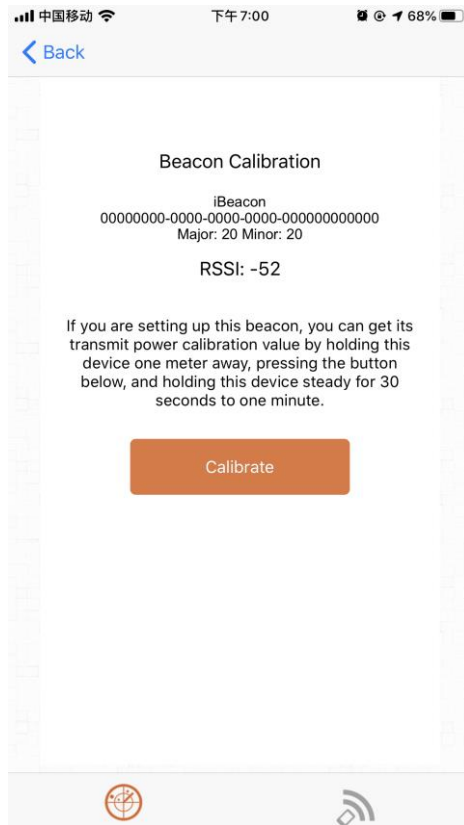 中国移动 下午7:00 68%
Back
Beacon Calibration
iBeacon
00000000-0000-0000-0000-000000000000
Major: 20 Minor: 20
RSSI: -52
If you are setting up this beacon, you can get its
transmit power calibration value by holding this
device one meter away, pressing the button
below, and holding this device steady for 30
seconds to one minute.
Calibrate